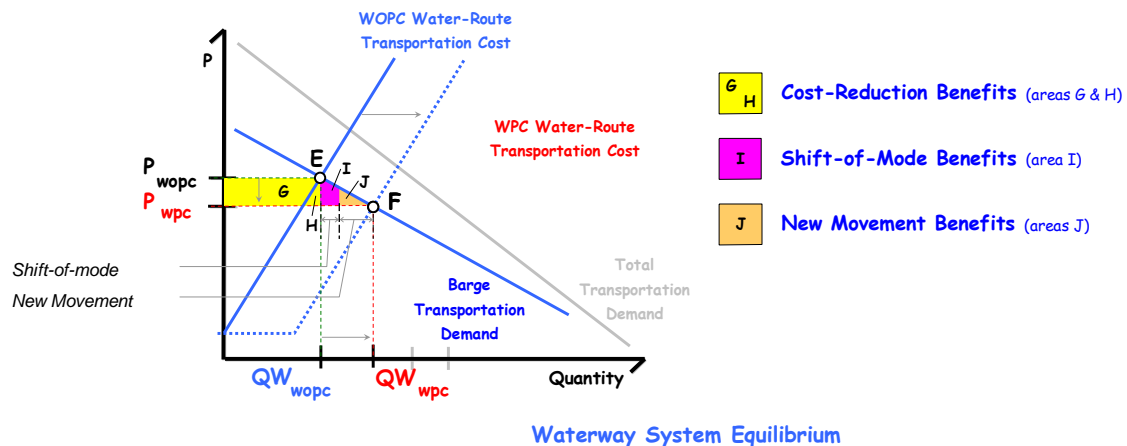 WOPC Water-Route
Transportation Cost
P
G
H
Cost-Reduction Benefits (areas G & H)
WPC Water-Route
Transportation Cost
E
I
I
Shift-of-Mode Benefits (area I)
J
P wopc
G
P wpc
F
H
J
New Movement Benefits (areas J)
Shift-of-mode
New Movement
Barge
Transportation
Demand
Total
Transportation
Demand
QW wopc
QW wpc
Quantity
Waterway System Equilibrium